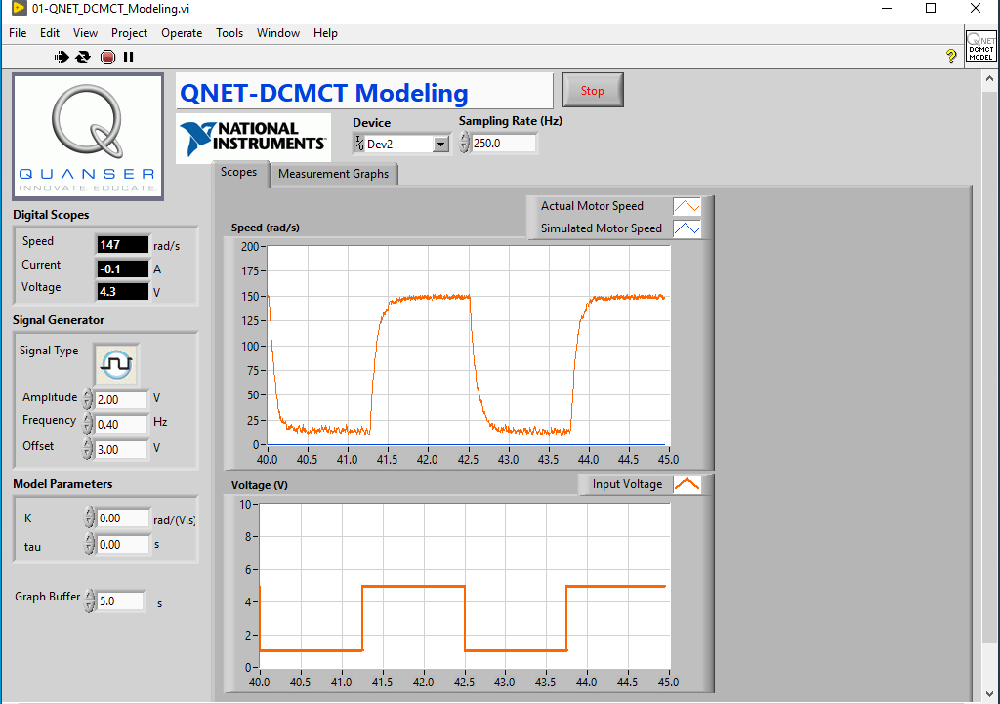 01-QNET_DCMCT_Modeling.vi
File Edit View Project Operate Tools Window Help
?
QNET
DCMCT
MODEL
QUANSER
INNOVATE. EDUCATE.
QNET-DCMCT Modeling
Stop
NATIONAL
INSTRUMENTS
Device
Dev2
Sampling Rate (Hz)
250.0
Scopes Measurement Graphs
Digital Scopes
Speed 147 rad/s
Current -0.1 A
Voltage 4.3 V
Signal Generator
Signal Type
Amplitude 2.00 V
Frequency 0.40 Hz
Offset 3.00 V
Model Parameters
K 0.00 rad/(V.s)
tau 0.00 s
Graph Buffer 5.0 s
Actual Motor Speed
Simulated Motor Speed
Speed (rad/s)
200
175
150
125
100
75
50
25
0
40.0 40.5 41.0 41.5 42.0 42.5 43.0 43.5 44.0 44.5 45.0
Voltage (V)
Input Voltage
10
8
6
4
2
0
40.0 40.5 41.0 41.5 42.0 42.5 43.0 43.5 44.0 44.5 45.0